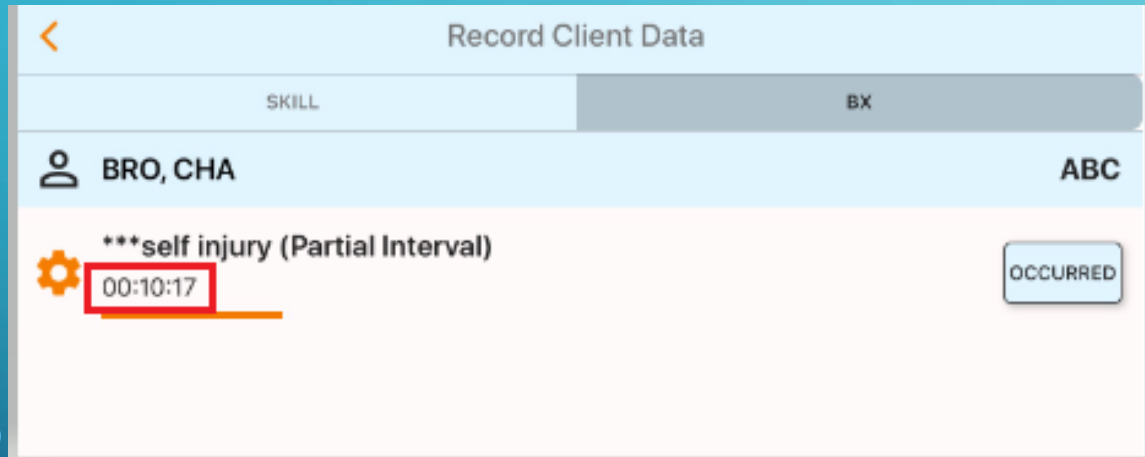 Record Client Data
SKILL
BX
BRO, CHA
ABC
***self injury (Partial Interval)
00:10:17
OCCURRED